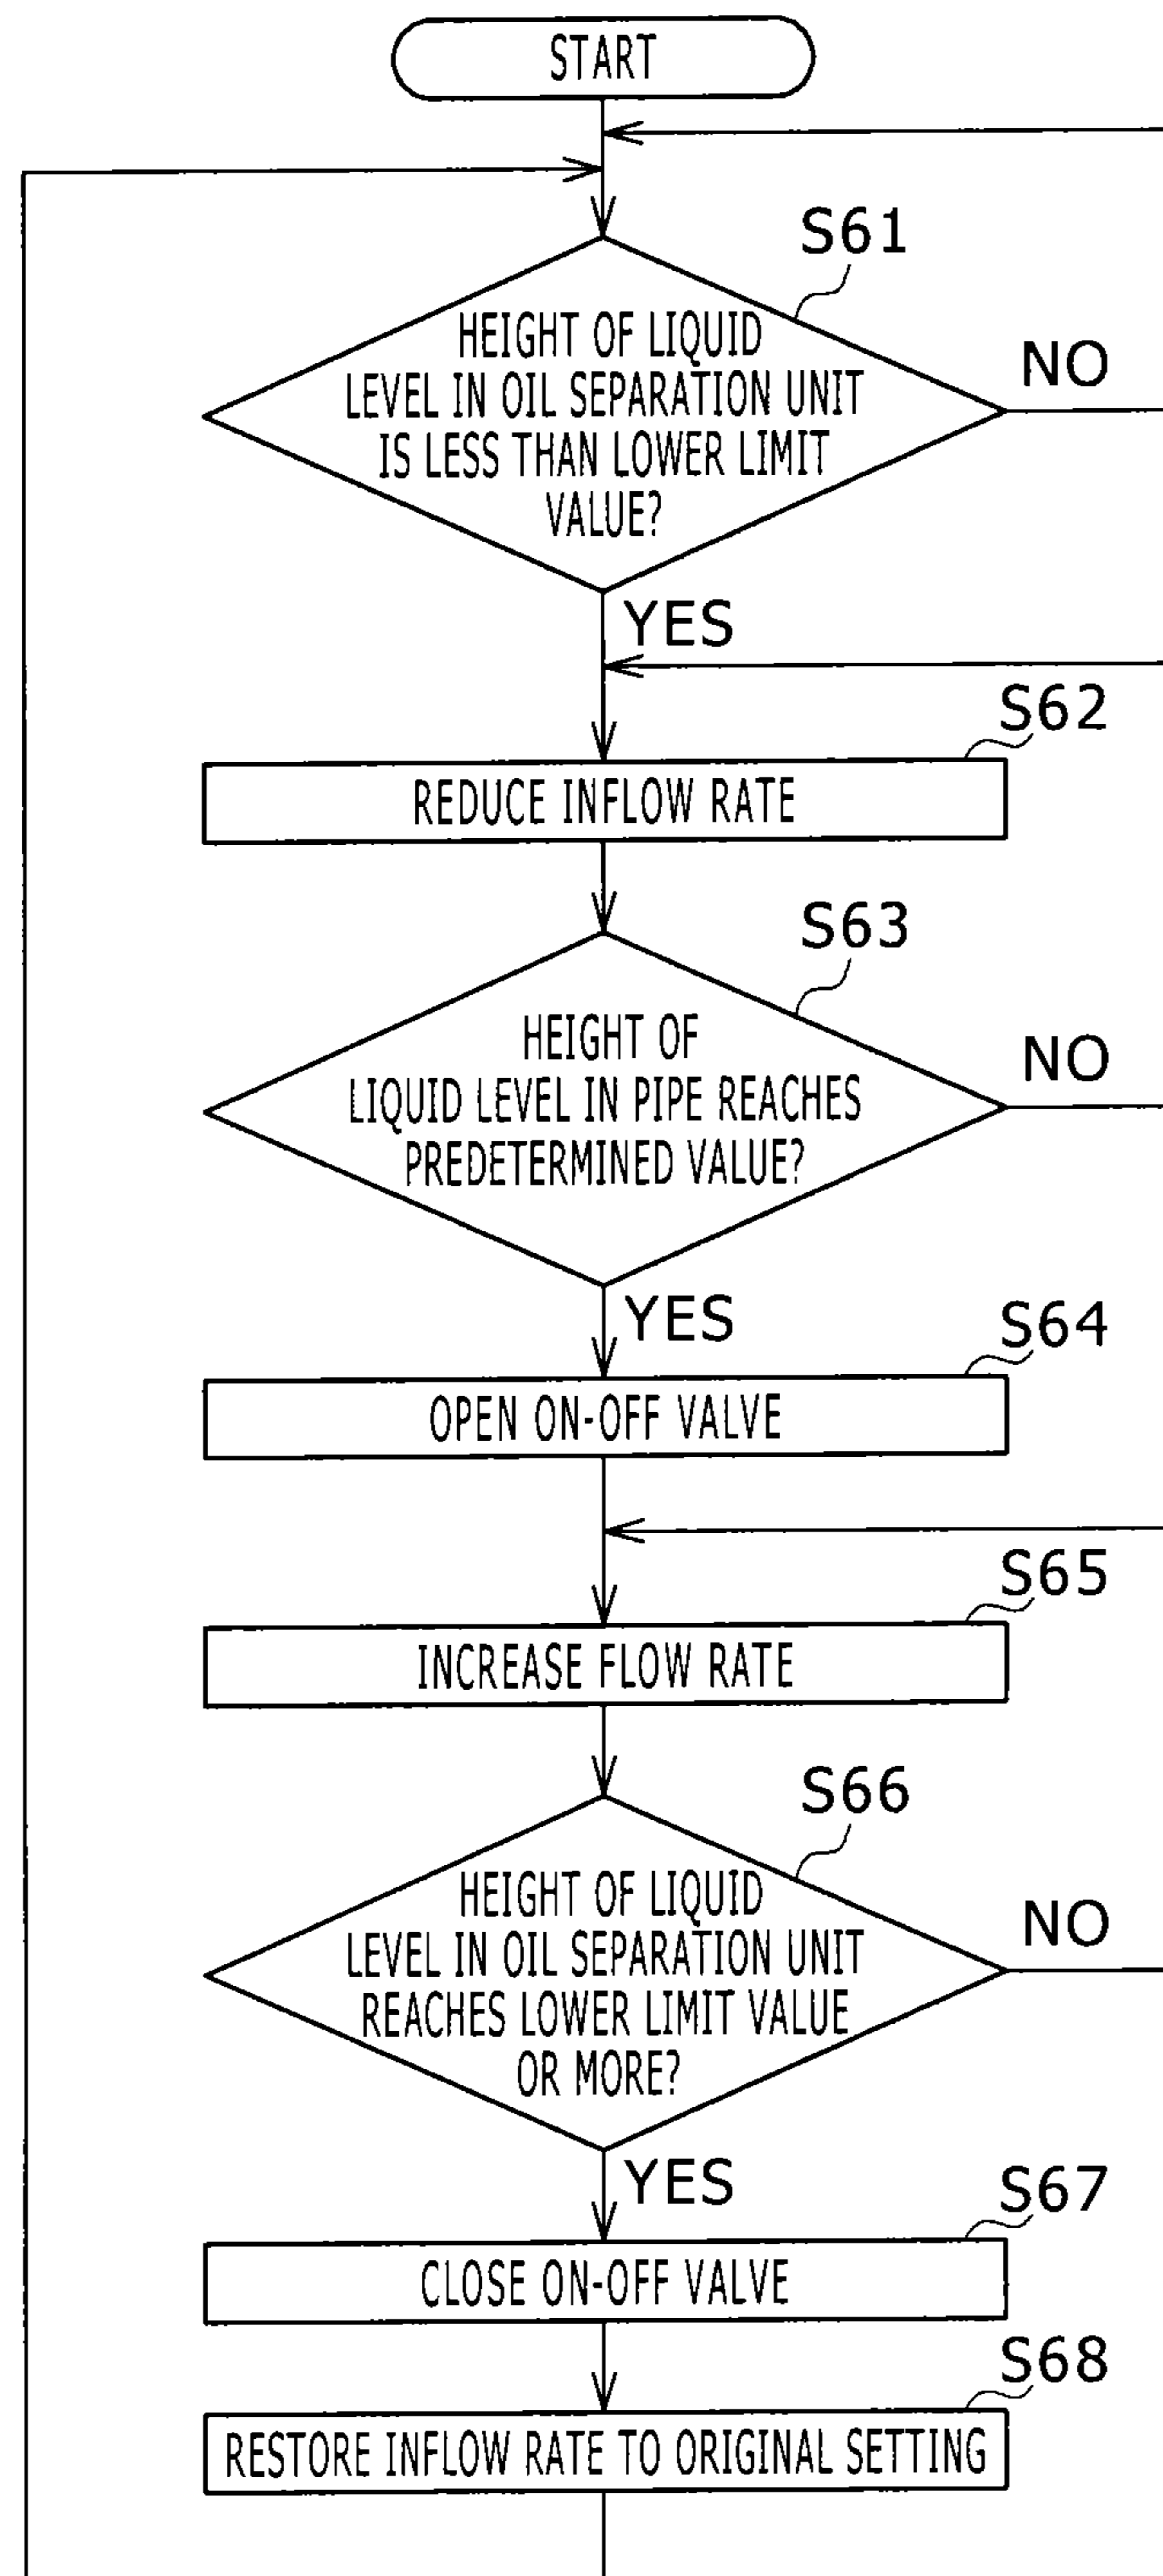 START
S61
HEIGHT OF LIQUID
LEVEL IN OIL SEPARATION UNIT
IS LESS THAN LOWER LIMIT
VALUE?
NO
YES
S62
REDUCE INFLOW RATE
S63
HEIGHT OF
LIQUID LEVEL IN PIPE REACHES
PREDETERMINED VALUE?
NO
YES
S64
OPEN ON-OFF VALVE
S65
INCREASE FLOW RATE
S66
HEIGHT OF LIQUID
LEVEL IN OIL SEPARATION UNIT
REACHES LOWER LIMIT VALUE
OR MORE?
NO
YES
S67
CLOSE ON-OFF VALVE
S68
RESTORE INFLOW RATE TO ORIGINAL SETTING